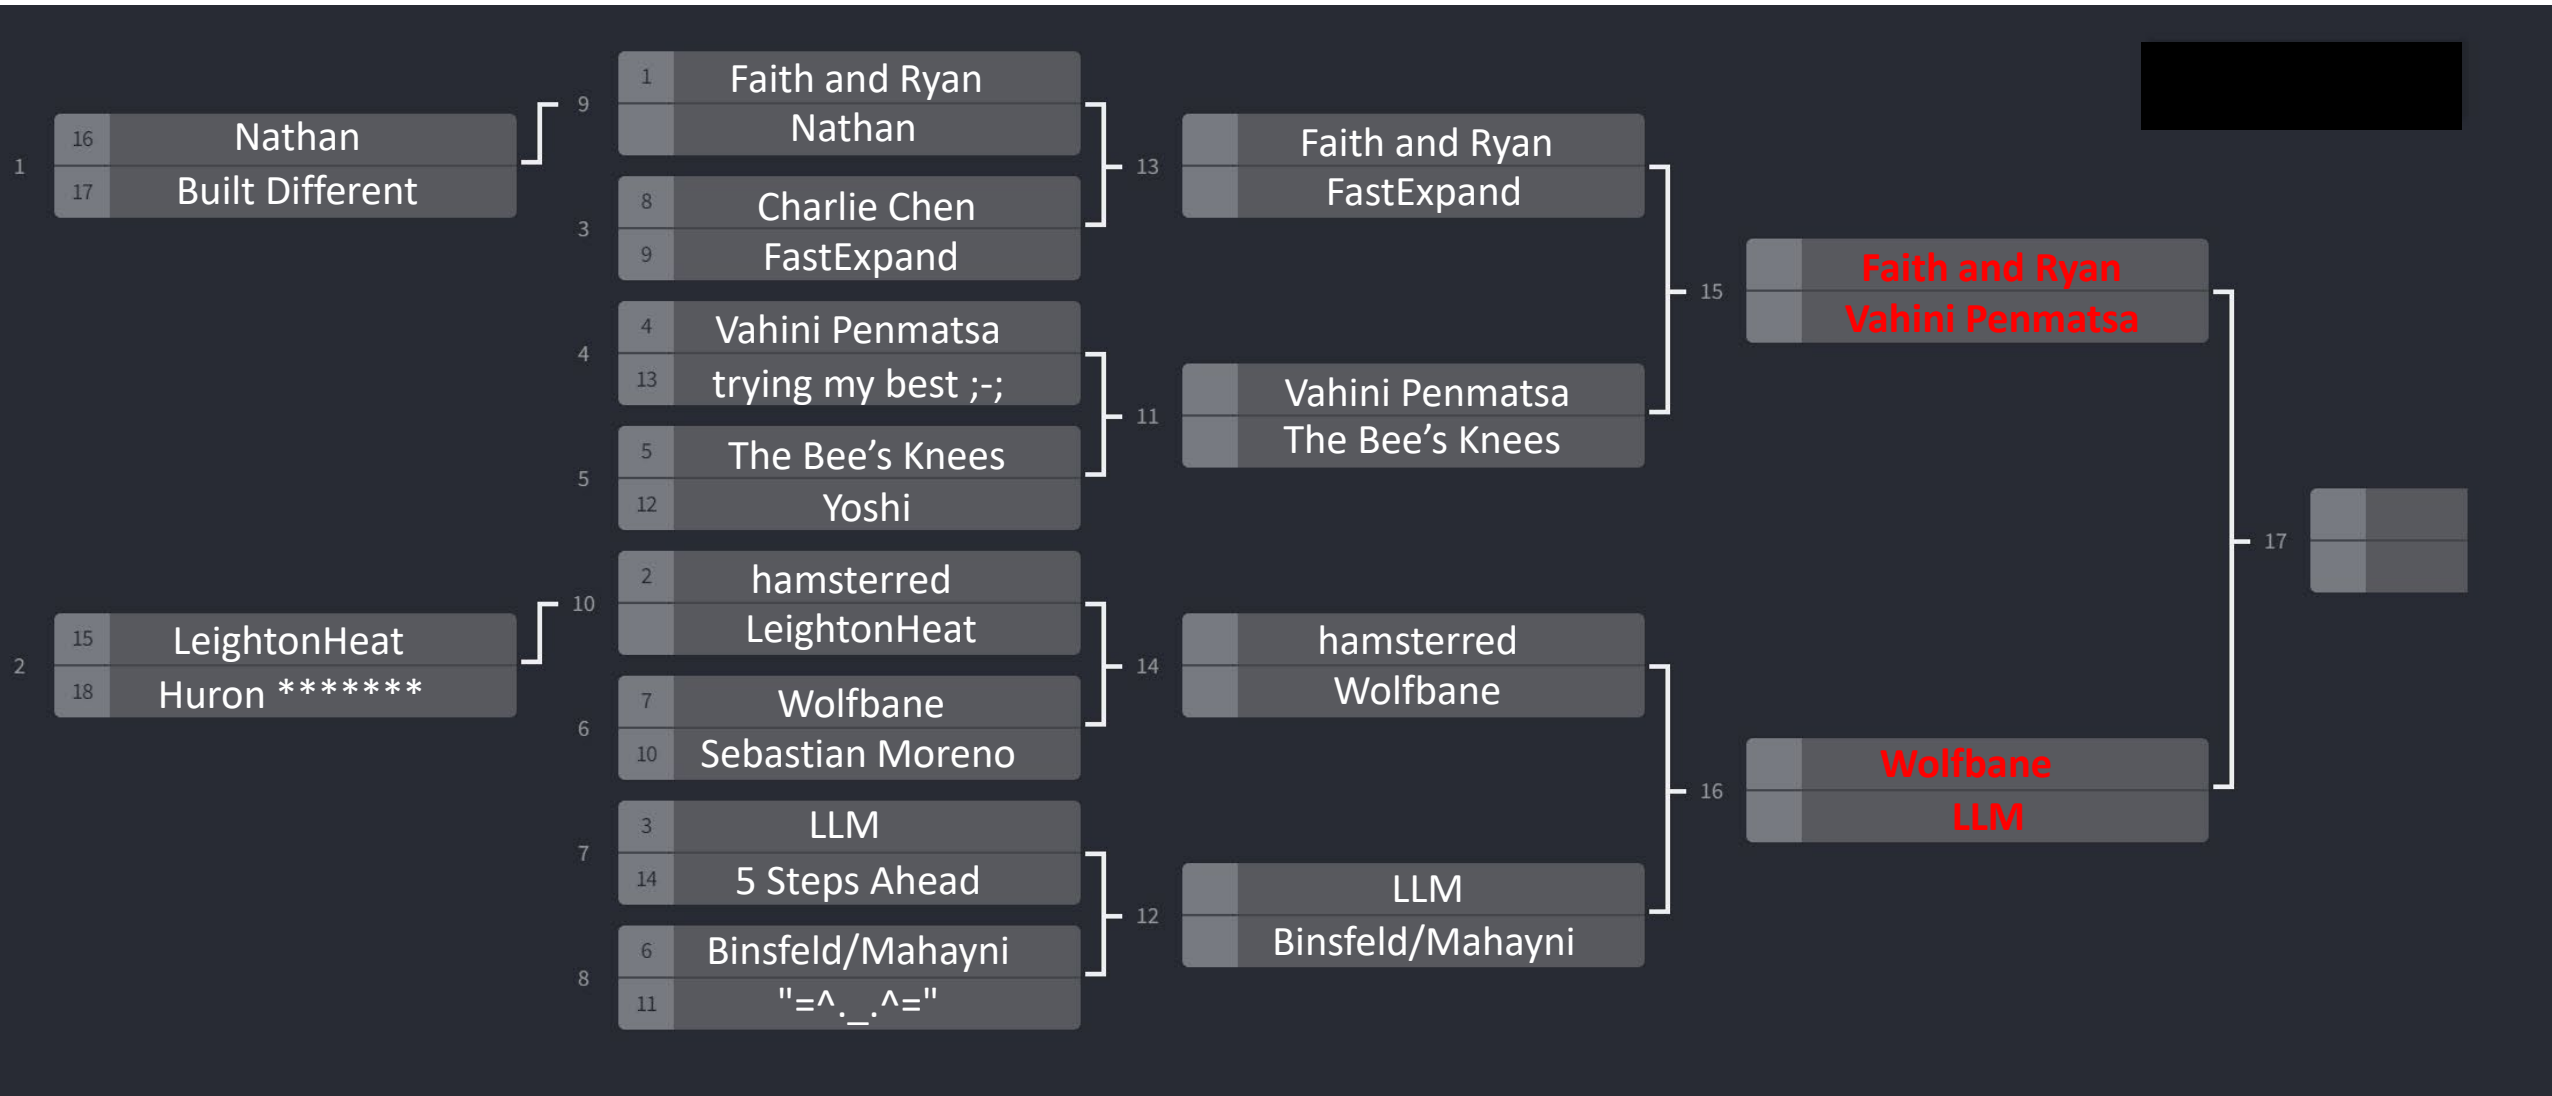 1
16 Nathan
17 Built Different
2
15 LeightonHeat
18 Huron *******
9
1 Faith and Ryan
Nathan
3
8 Charlie Chen
9 FastExpand
4
4 Vahini Penmatsa
13 trying my best ;-;
5
5 The Bee’s Knees
12 Yoshi
10
2 hamsterred
LeightonHeat
6
7 Wolfbane
10 Sebastian Moreno
7
3 LLM
14 5 Steps Ahead
8
6 Binsfeld/Mahayni
11 "=^._.^="
13
Faith and Ryan
FastExpand
11
Vahini Penmatsa
The Bee’s Knees
14
hamsterred
Wolfbane
12
LLM
Binsfeld/Mahayni
15
Faith and Ryan
Vahini Penmatsa
16
Wolfbane
LLM
17